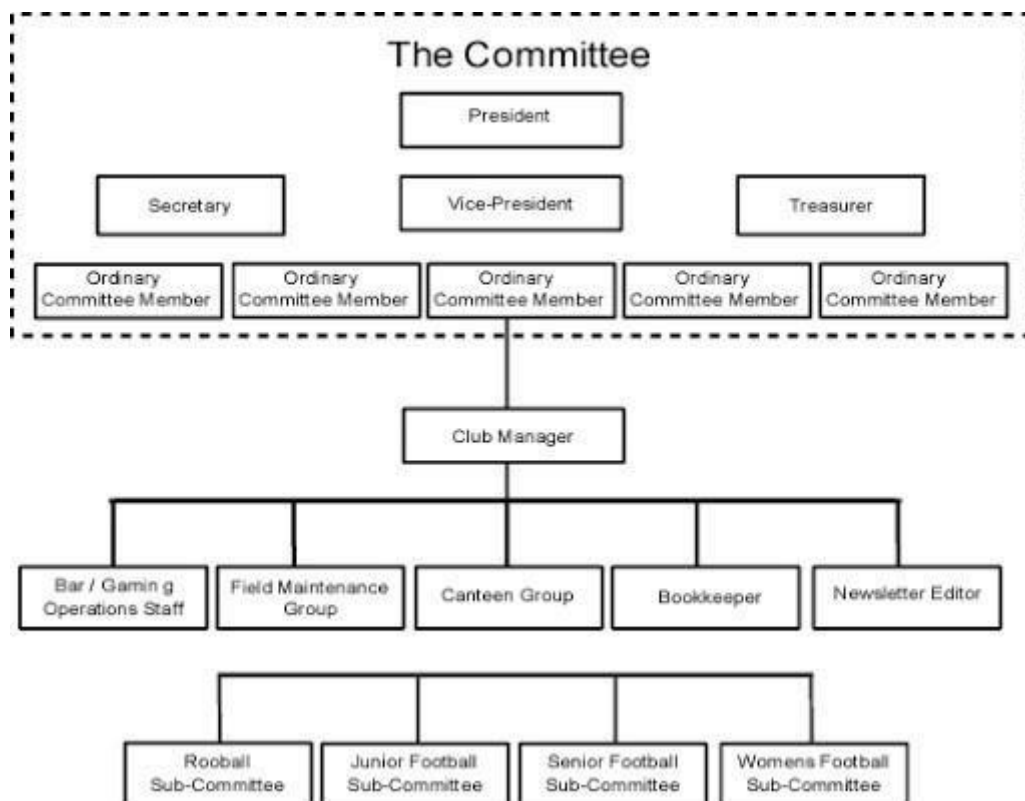 The Committee
President
Secretary
Vice-President
Treasurer
Ordinary
Committee Member
Ordinary
Committee Member
Ordinary
Committee Member
Ordinary
Committee Member
Ordinary
Committee Member
Club Manager
Bar / Gaming
Operations Staff
Field Maintenance
Group
Canteen Group
Bookkeeper
Newsletter Editor
Rooball
Sub-Committee
Junior Football
Sub-Committee
Senior Football
Sub-Committee
Womens Football
Sub-Committee